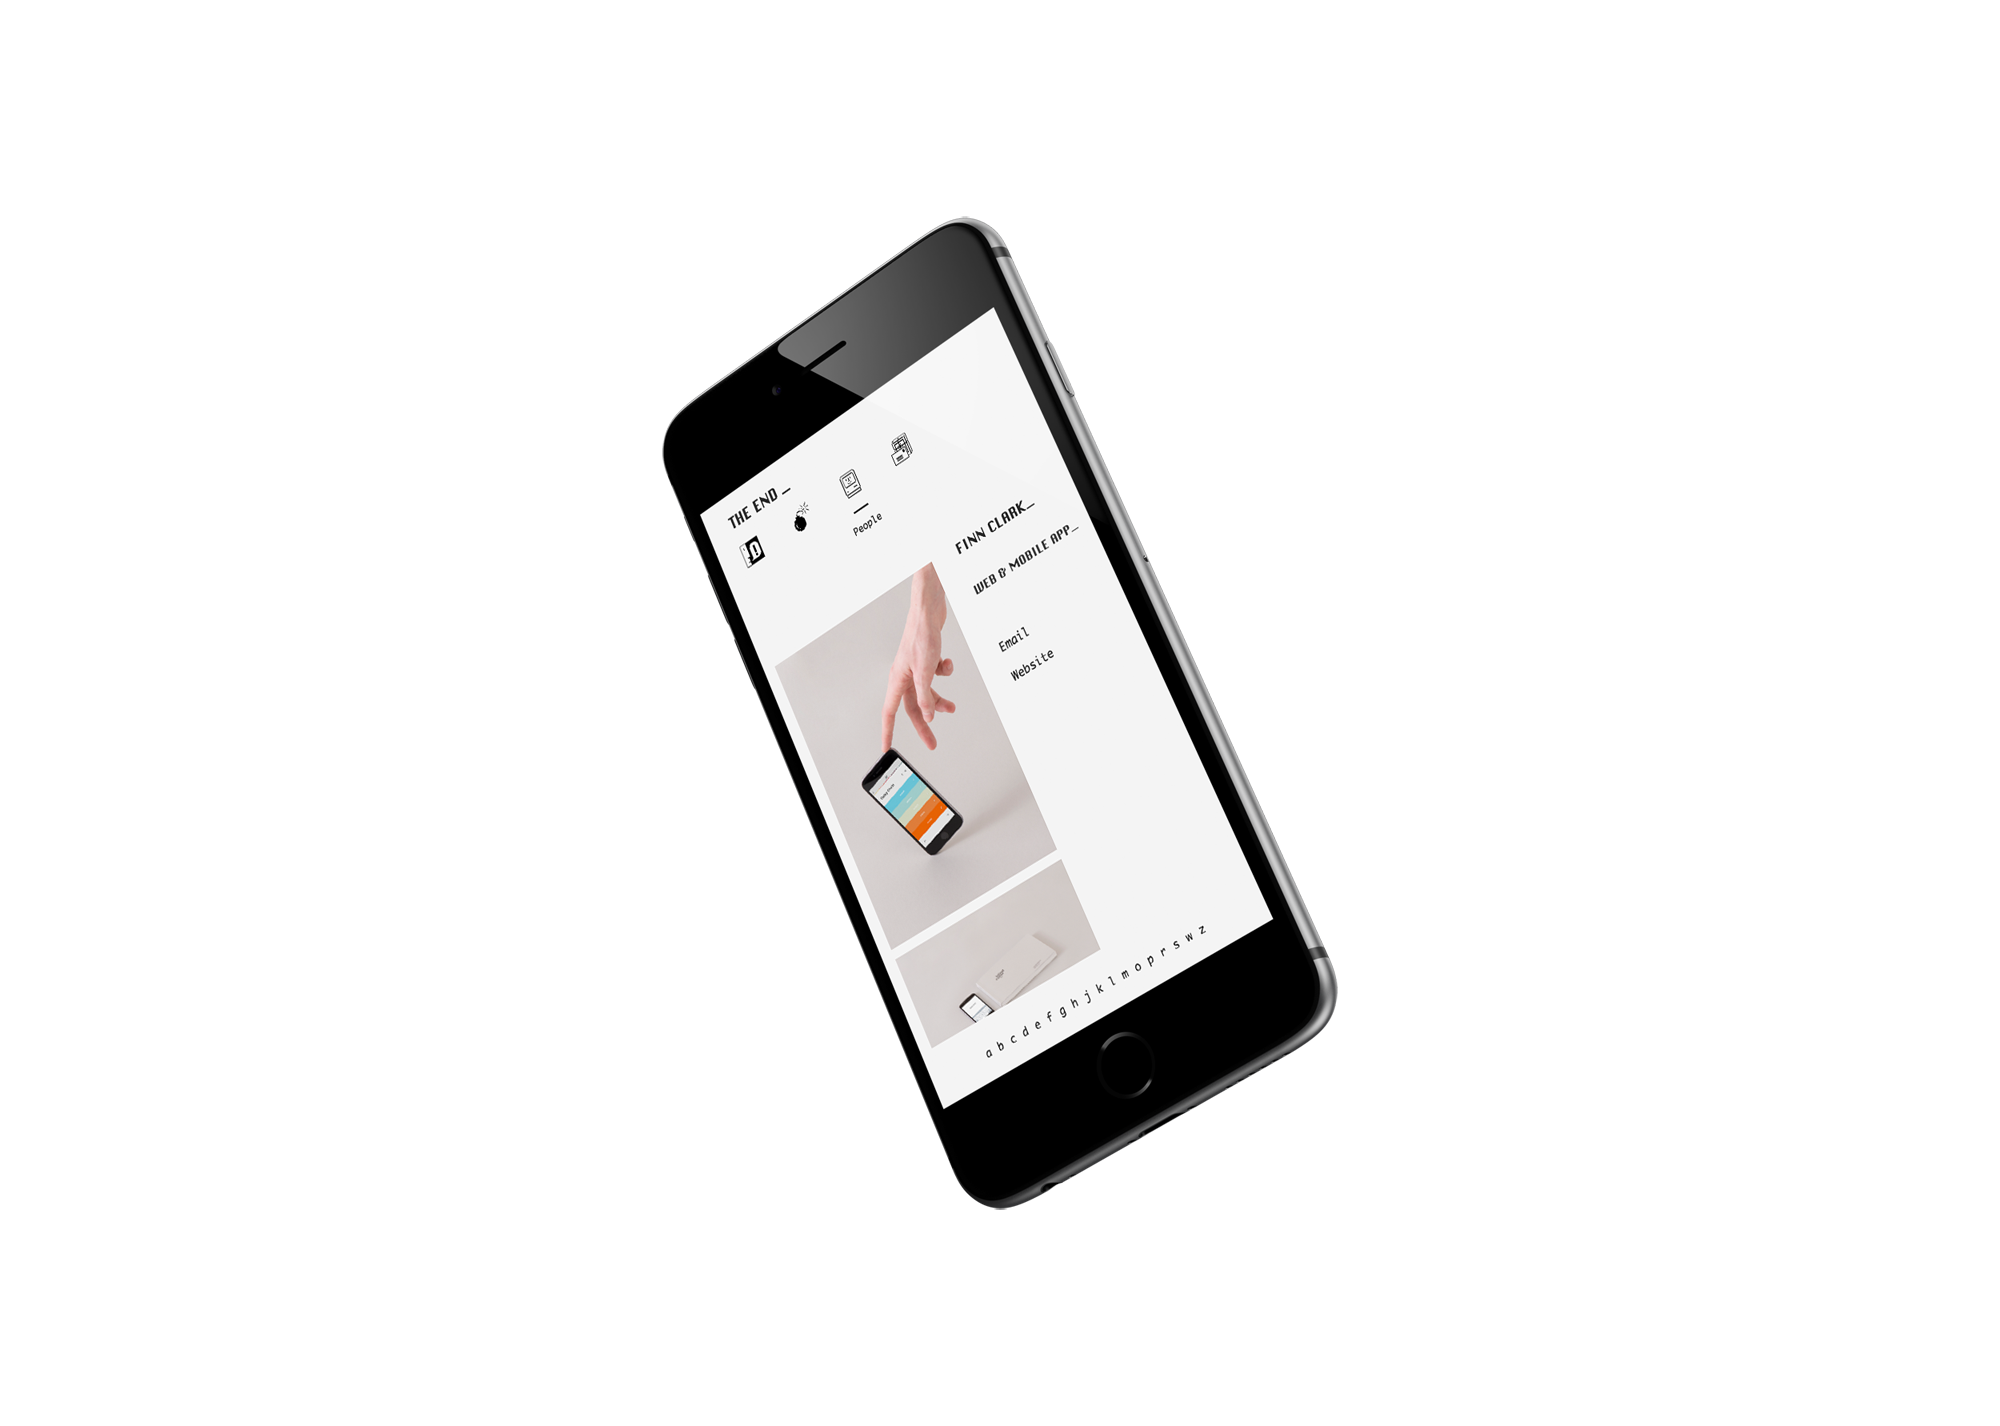 THE END_
People
FINN CLARK_
WEB & MOBILE APP_
Email
Website
a b c d e f g h j k l m o p r s w z